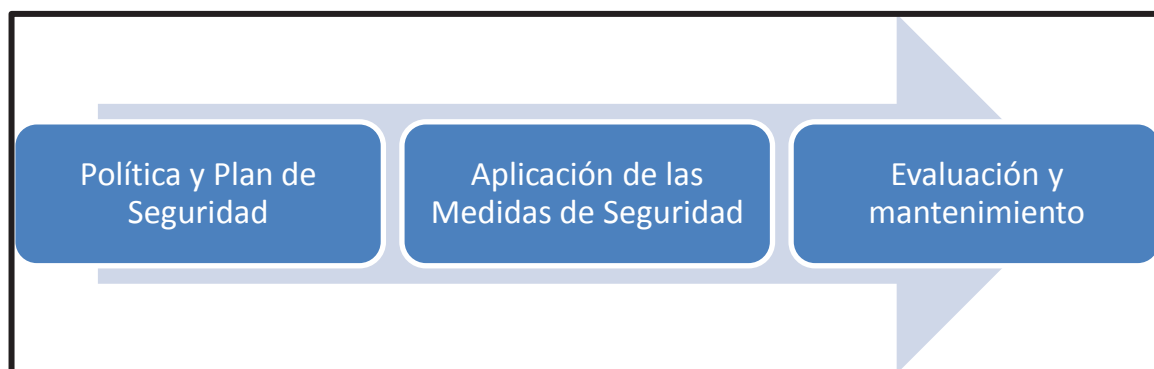 Política y Plan de
Seguridad
Aplicación de las
Medidas de Seguridad
Evaluación y
mantenimiento